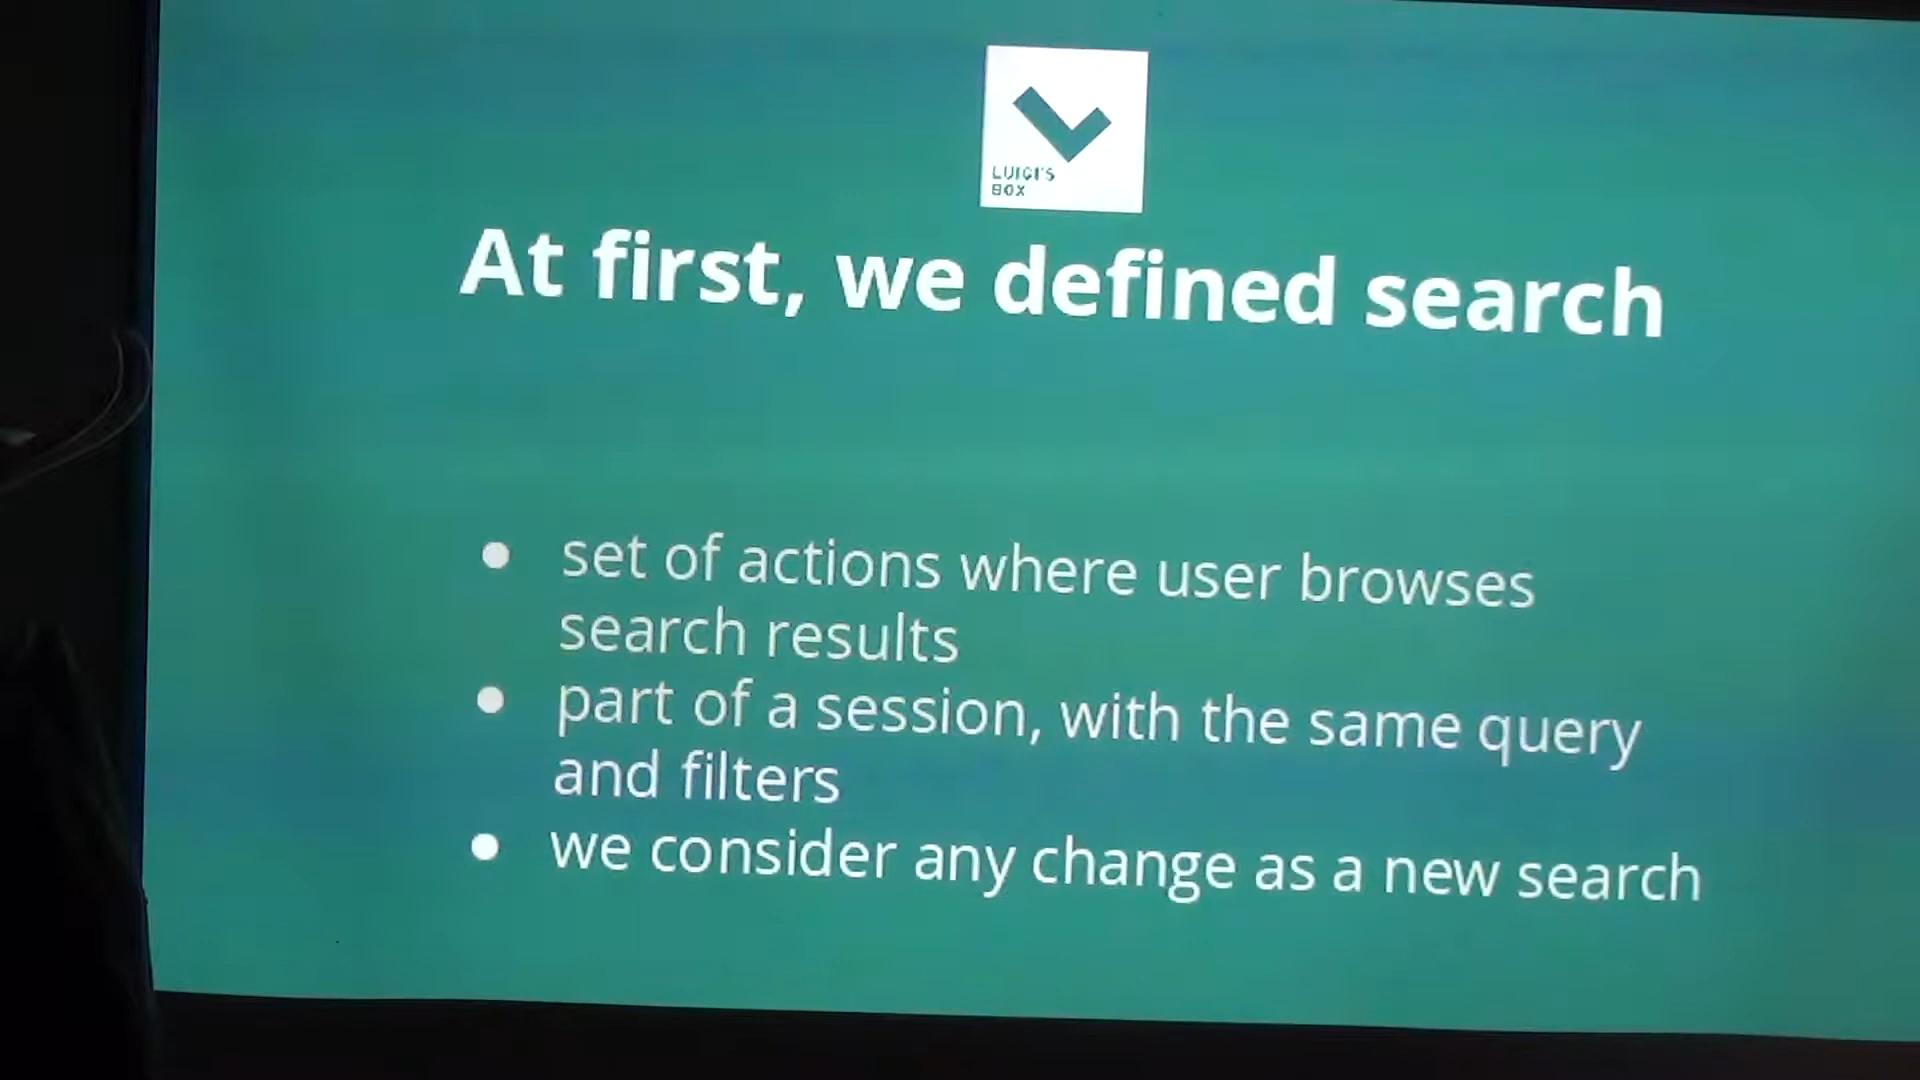 LUIGI'S
BOX
At first, we defined search
● set of actions where user browses
search results
● part of a session, with the same query
and filters
● we consider any change as a new search